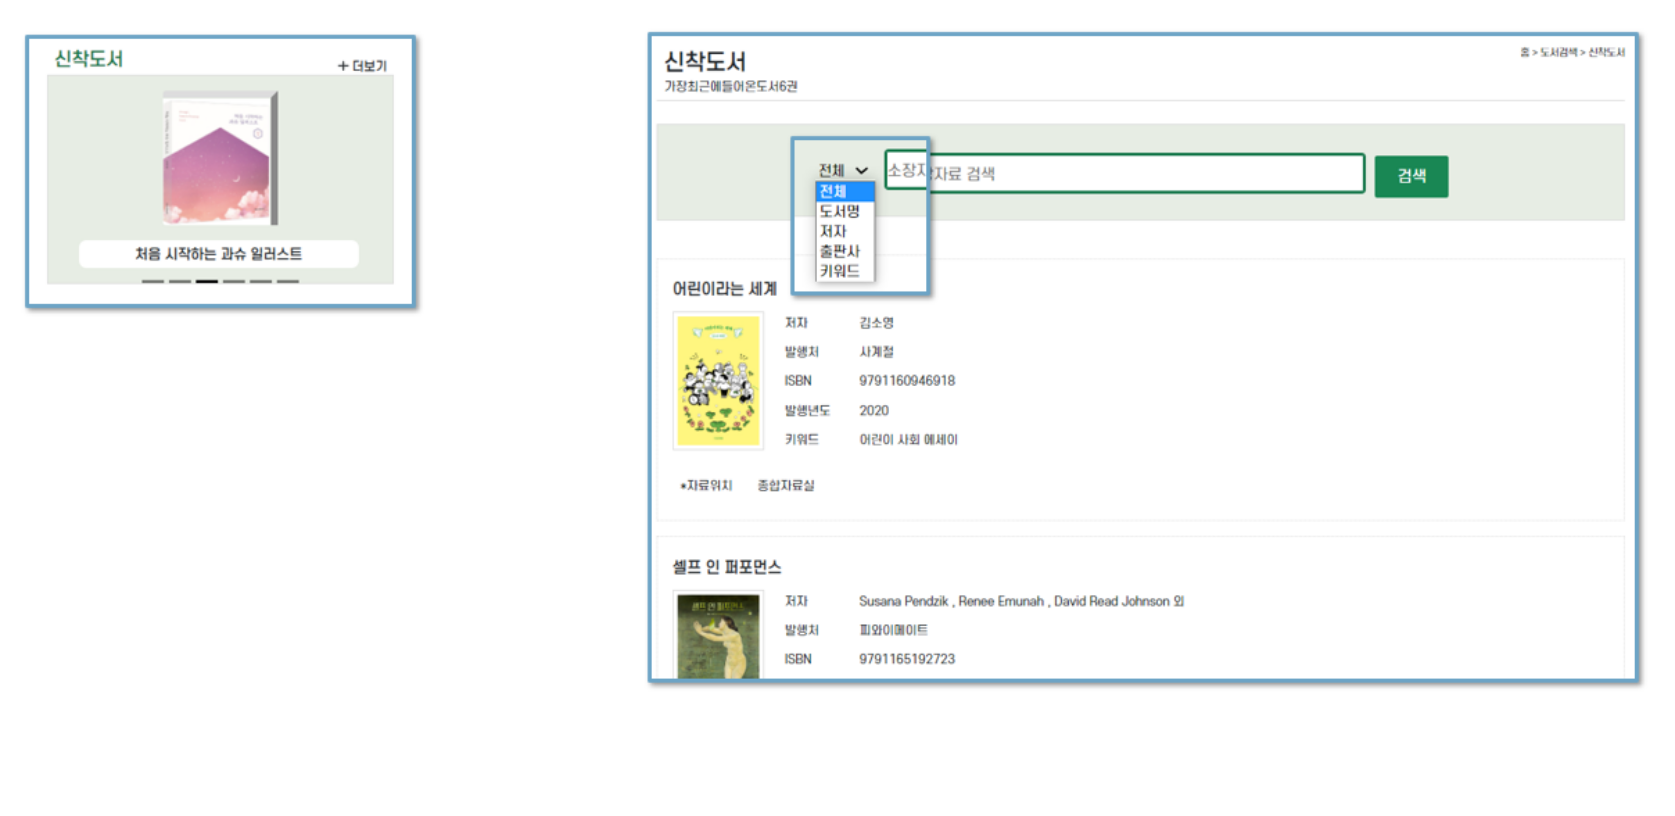 신착도서
+ 더보기
처음 시작하는 과슈 일러스트
신착도서
홈 > 도서검색 > 신착도서
가장최근에들어온도서6권
전체
소장자료 검색
검색
전체
도서명
저자
출판사
키워드
어린이라는 세계
저자 김소영
발행처 사계절
ISBN 9791160946918
발행년도 2020
키워드 어린이 사회 에세이
*자료위치 종합자료실
셀프 인 퍼포먼스
셀프 인 퍼포먼스
저자 Susana Pendzik , Renee Emunah , David Read Johnson 외
발행처 피와이메이트
ISBN 9791165192723